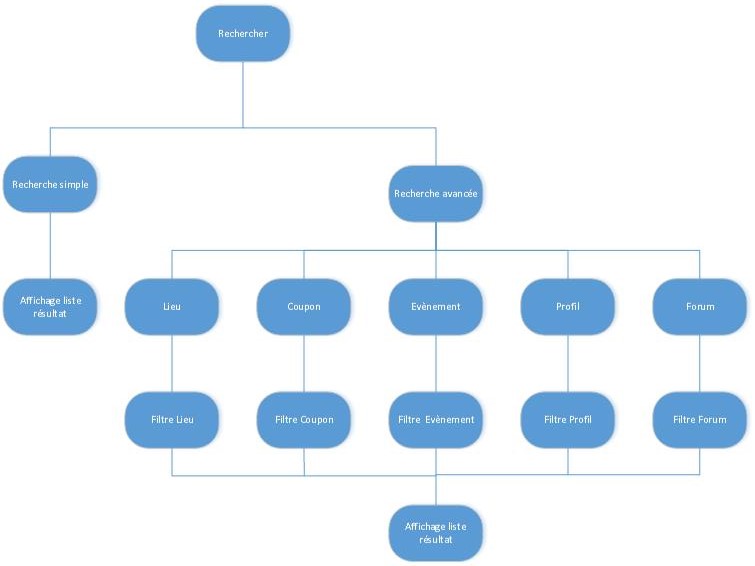 Rechercher
Recherche simple
Recherche avancée
Affichage liste
résultat
Lieu
Coupon
Evènement
Profil
Forum
Filtre Lieu
Filtre Coupon
Filtre Evènement
Filtre Profil
Filtre Forum
Affichage liste
résultat